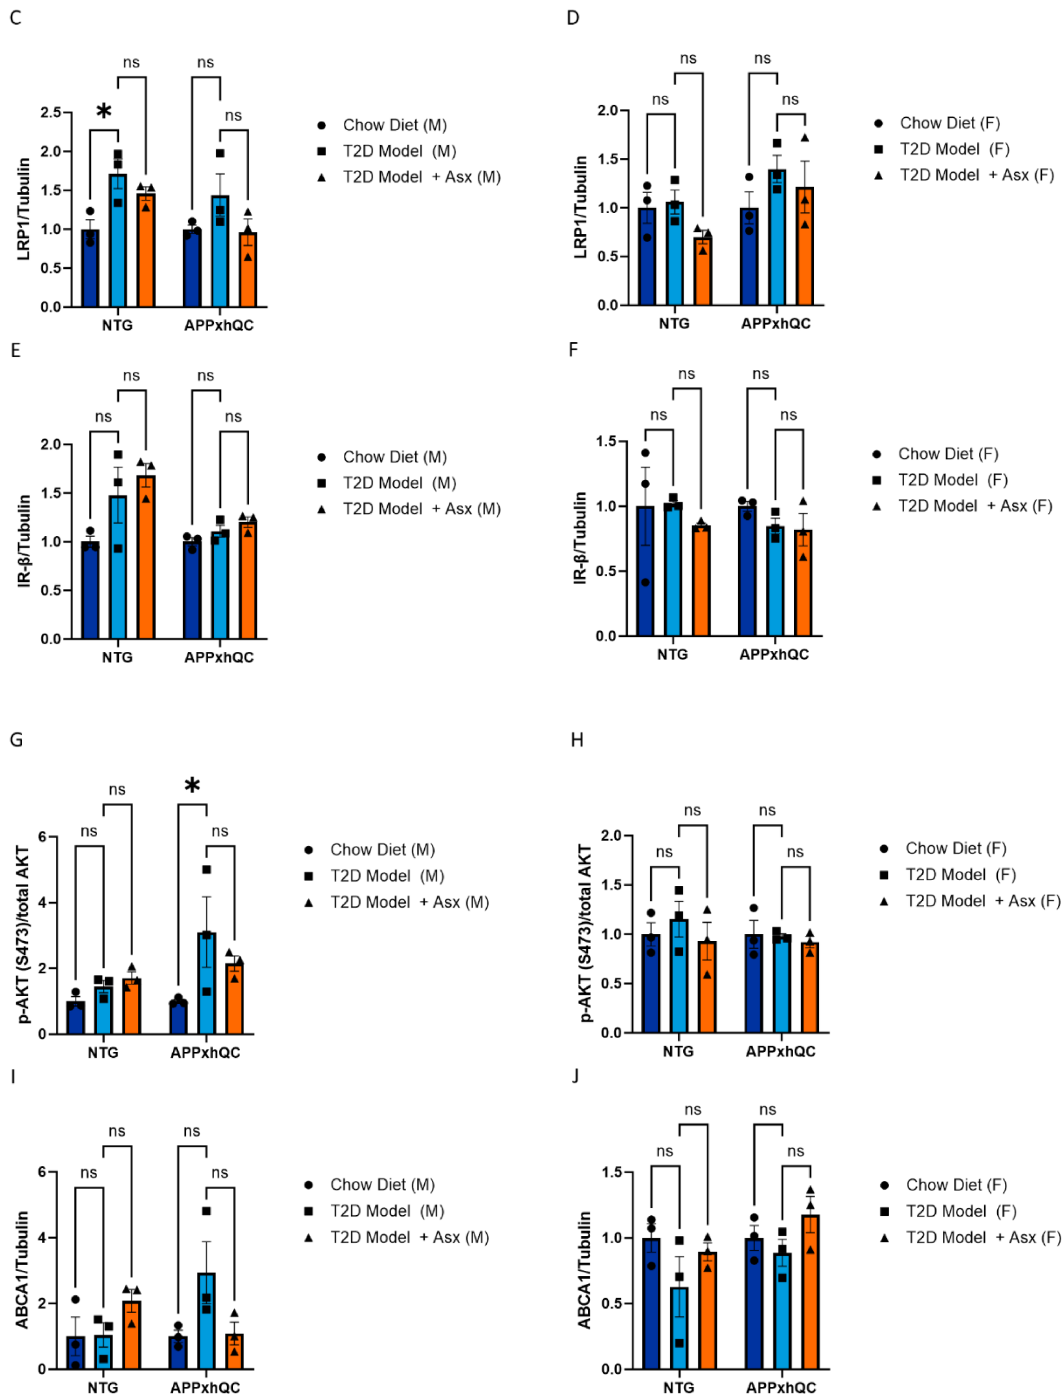 C
ns
ns
*
ns
ns
LRP1/Tubulin
2.5
2.0
1.5
1.0
0.5
0.0
NTG
APPxhQC
Chow Diet (M)
T2D Model (M)
T2D Model + Asx (M)
D
ns
ns
ns
ns
LRP1/Tubulin
2.0
1.5
1.0
0.5
0.0
NTG
APPxhQC
Chow Diet (F)
T2D Model (F)
T2D Model + Asx (F)
E
ns
ns
ns
ns
IR-β/Tubulin
2.0
1.5
1.0
0.5
0.0
NTG
APPxhQC
Chow Diet (M)
T2D Model (M)
T2D Model + Asx (M)
F
ns
ns
ns
ns
IR-β/Tubulin
1.5
1.0
0.5
0.0
NTG
APPxhQC
Chow Diet (F)
T2D Model (F)
T2D Model + Asx (F)
G
*
ns
ns
ns
p-AKT (S473)/total AKT
6
4
2
0
NTG
APPxhQC
Chow Diet (M)
T2D Model (M)
T2D Model + Asx (M)
H
ns
ns
ns
ns
p-AKT (S473)/total AKT
2.0
1.5
1.0
0.5
0.0
NTG
APPxhQC
Chow Diet (F)
T2D Model (F)
T2D Model + Asx (F)
I
ns
ns
ns
ns
ABCA1/Tubulin
6
4
2
0
NTG
APPxhQC
Chow Diet (M)
T2D Model (M)
T2D Model + Asx (M)
J
ns
ns
ns
ns
ABCA1/Tubulin
1.5
1.0
0.5
0.0
NTG
APPxhQC
Chow Diet (F)
T2D Model (F)
T2D Model + Asx (F)